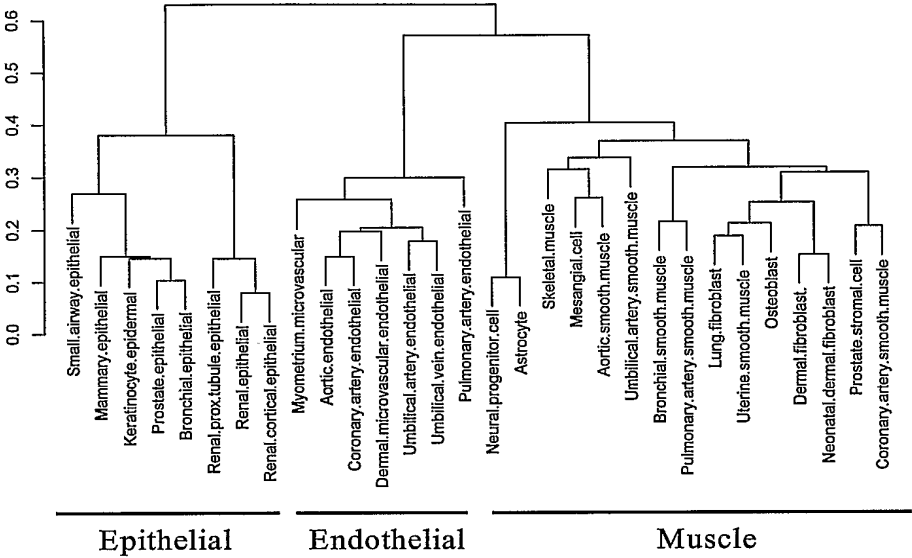 0.6
0.5
0.4
0.3
0.2
0.1
0.0
Small.airway.epithelial
Mammary.epithelial
Keratinocyte.epidermal
Prostate.epithelial
Bronchial.epithelial
Renal.prox.tubule.epithelial
Renal.epithelial
Renal.cortical.epithelial
Myometrium.microvascular
Aortic.endothelial
Coronary.artery.endothelial
Dermal.microvascular.endothelial
Umbilical.artery.endothelial
Umbilical.vein.endothelial
Pulmonary.artery.endothelial
Neural.progenitor.cell
Astrocyte
Skeletal.muscle
Mesangial.cell
Aortic.smooth.muscle
Umbilical.artery.smooth.muscle
Bronchial.smooth.muscle
Pulmonary.artery.smooth.muscle
Lung.fibroblast
Uterine.smooth.muscle
Osteoblast
Dermal.fibroblast.
Neonatal.dermal.fibroblast
Prostate.stromal.cell
Coronary.artery.smooth.muscle
Epithelial
Endothelial
Muscle